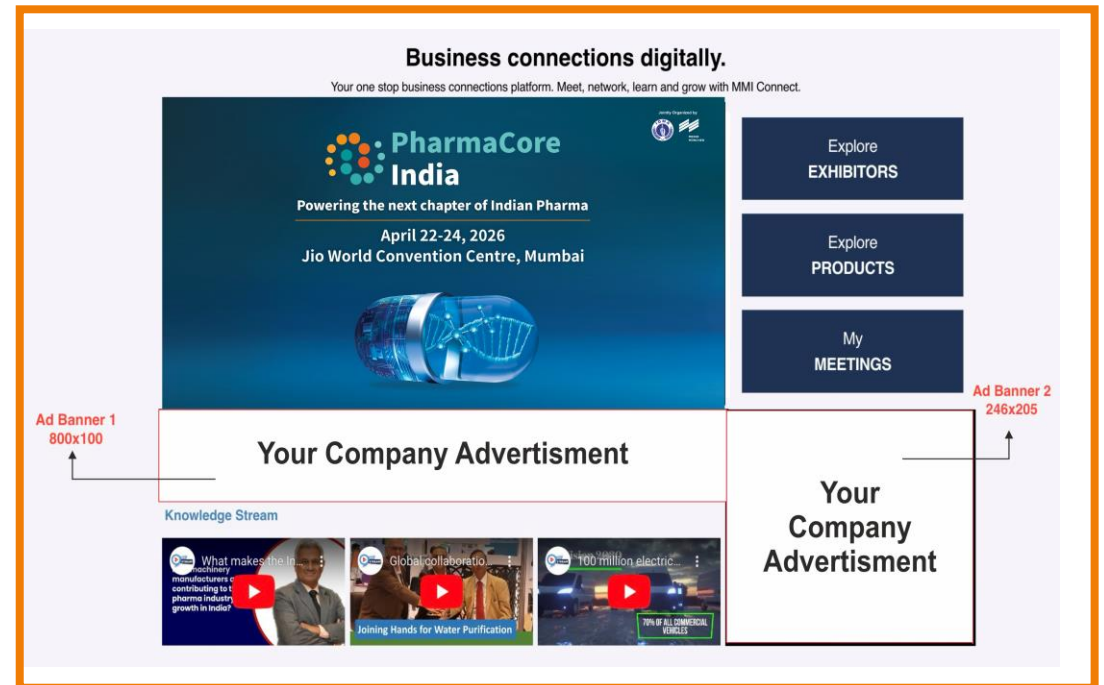 Business connections digitally.
Your one stop business connections platform. Meet, network, learn and grow with MMI Connect.
Jointly Organised by
PharmaCore
India
Powering the next chapter of Indian Pharma
April 22-24, 2026
Jio World Convention Centre, Mumbai
Explore
EXHIBITORS
Explore
PRODUCTS
My
MEETINGS
Ad Banner 1
800x100
Ad Banner 2
246x205
Your Company Advertisment
Your
Company
Advertisment
Knowledge Stream
What makes the In...
machinery
manufacturers
contributing to t
pharma industry
growth in India?
Global collaboratio...
Joining Hands for Water Purification
100 million electric...
70% OF ALL COMMERCIAL
VEHICLES